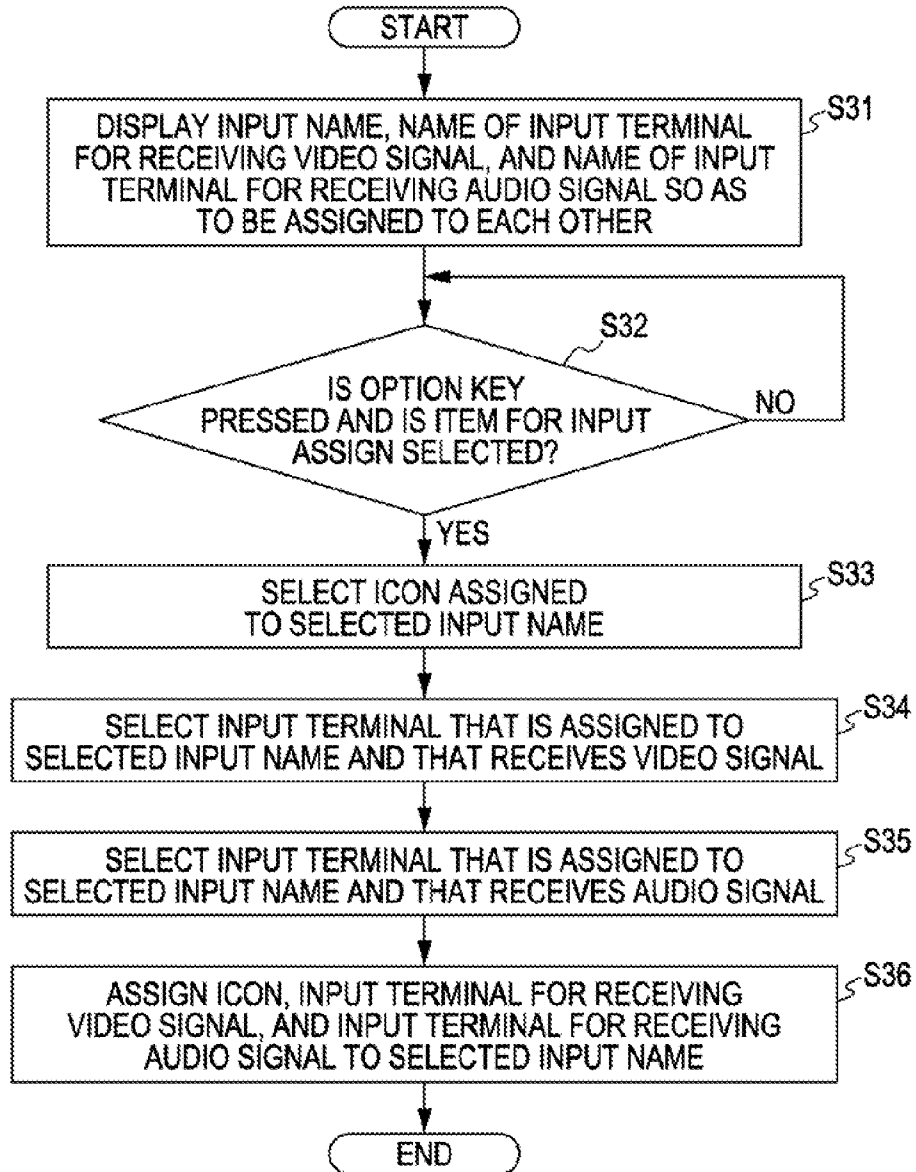 START
S31
DISPLAY INPUT NAME, NAME OF INPUT TERMINAL
FOR RECEIVING VIDEO SIGNAL, AND NAME OF INPUT
TERMINAL FOR RECEIVING AUDIO SIGNAL SO AS
TO BE ASSIGNED TO EACH OTHER
S32
IS OPTION KEY
PRESSED AND IS ITEM FOR INPUT
ASSIGN SELECTED?
NO
YES
S33
SELECT ICON ASSIGNED
TO SELECTED INPUT NAME
S34
SELECT INPUT TERMINAL THAT IS ASSIGNED TO
SELECTED INPUT NAME AND THAT RECEIVES VIDEO SIGNAL
S35
SELECT INPUT TERMINAL THAT IS ASSIGNED TO
SELECTED INPUT NAME AND THAT RECEIVES AUDIO SIGNAL
S36
ASSIGN ICON, INPUT TERMINAL FOR RECEIVING
VIDEO SIGNAL, AND INPUT TERMINAL FOR RECEIVING
AUDIO SIGNAL TO SELECTED INPUT NAME
END